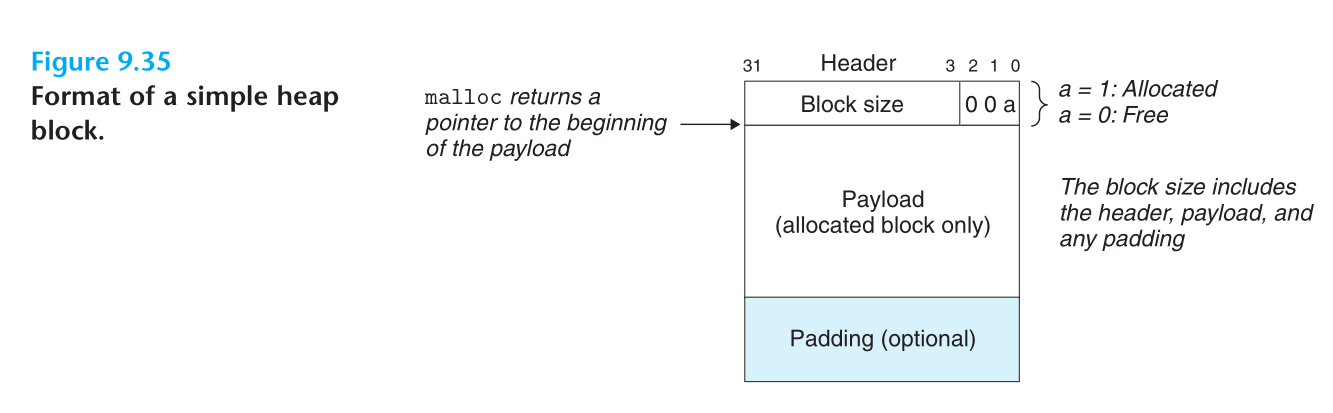 Figure 9.35
Format of a simple heap
block.
malloc returns a
pointer to the beginning
of the payload
31 Header 3 2 1 0
Block size 0 0 a
a = 1: Allocated
a = 0: Free
Payload
(allocated block only)
The block size includes
the header, payload, and
any padding
Padding (optional)